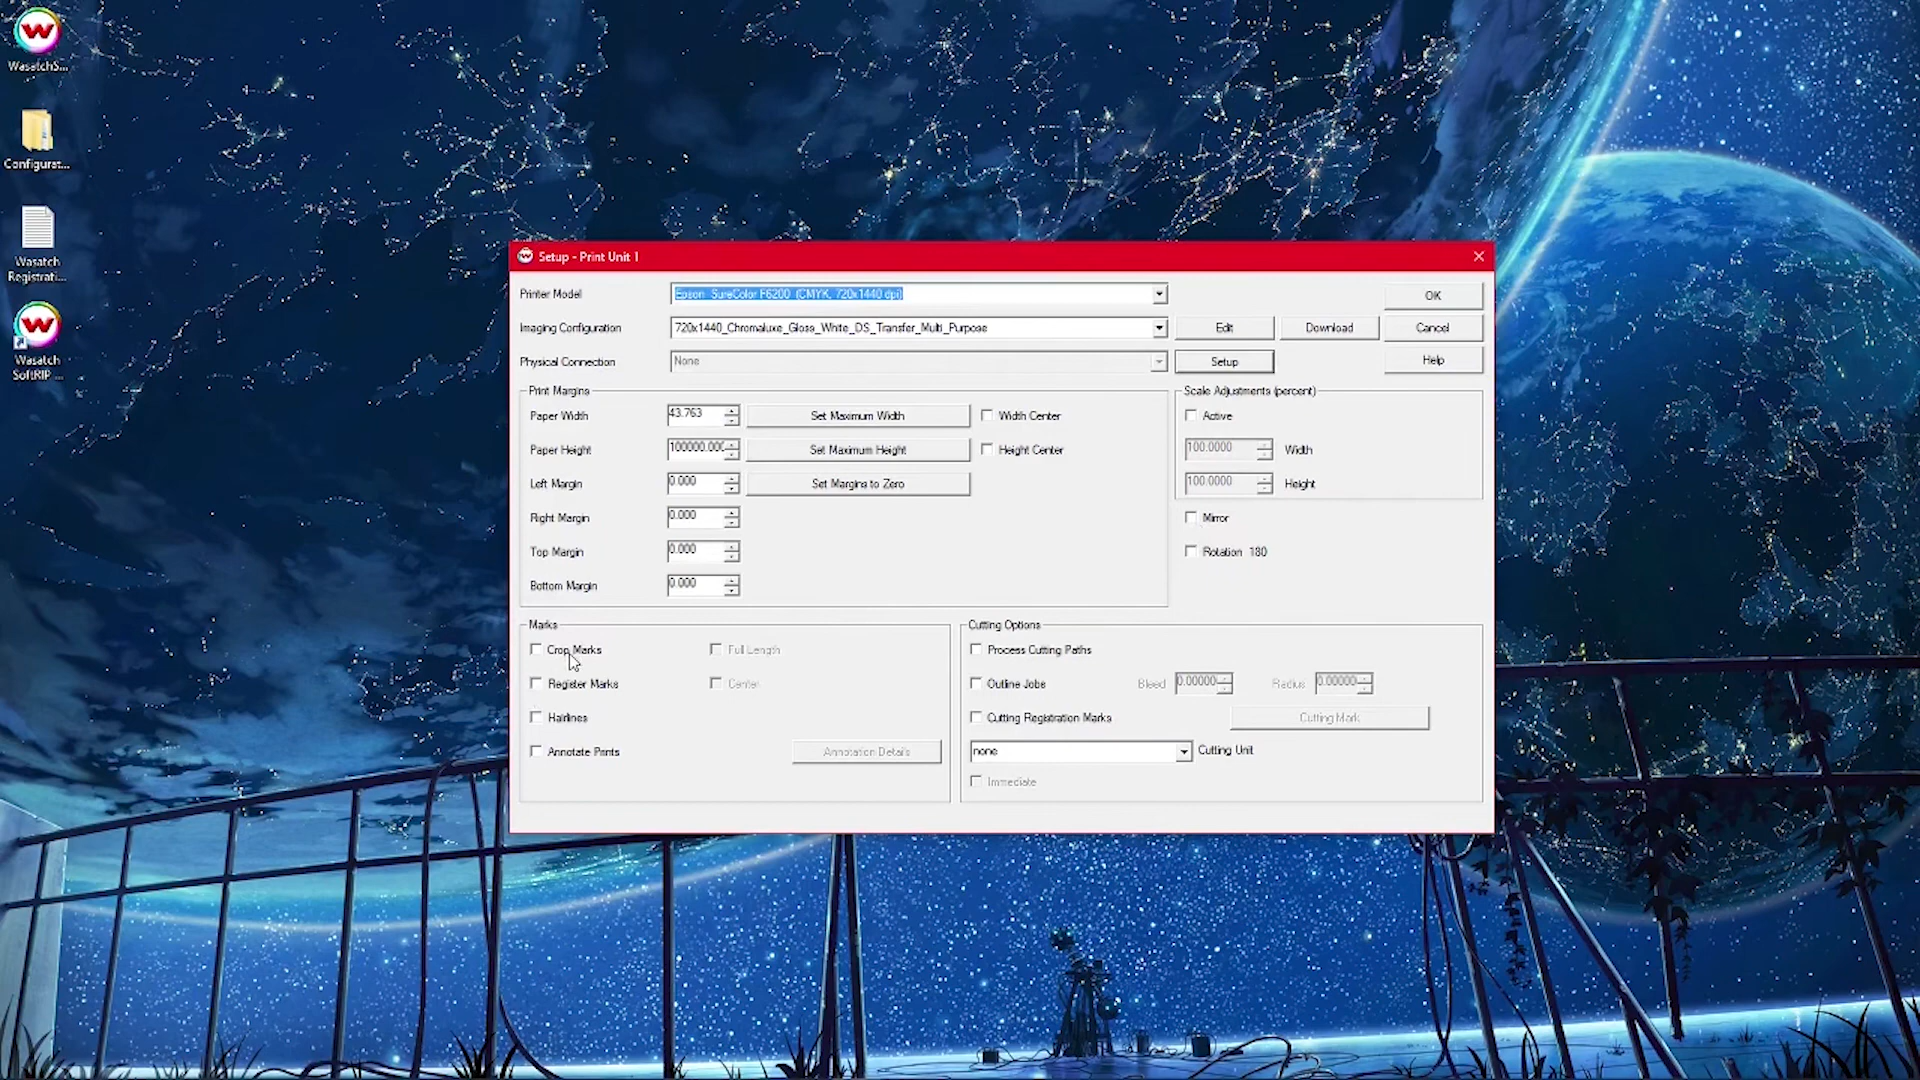 WasatchS...
Configurat...
Wasatch
Registrati...
Wasatch
SoftRIP ...
Setup - Print Unit 1
Printer Model
Epson SureColor F6200 (CMYK, 720x1440 dpi)
OK
Imaging Configuration
720x1440_Chromaluxe_Gloss_White_DS_Transfer_Multi_Purpose
Edit
Download
Cancel
Physical Connection
None
Setup
Help
Print Margins
Scale Adjustments (percent)
Paper Width
43.763
Set Maximum Width
Width Center
Active
Paper Height
100000.000
Set Maximum Height
Height Center
100.0000
Width
Left Margin
0.000
Set Margins to Zero
100.0000
Height
Right Margin
0.000
Mirror
Top Margin
0.000
Rotation 180
Bottom Margin
0.000
Marks
Cutting Options
Crop Marks
Full Length
Process Cutting Paths
Register Marks
Center
Outline Jobs
Bleed
0.00000
Radius
0.00000
Hairlines
Cutting Registration Marks
Cutting Mark
Annotate Prints
Annotation Details
none
Cutting Unit
Immediate